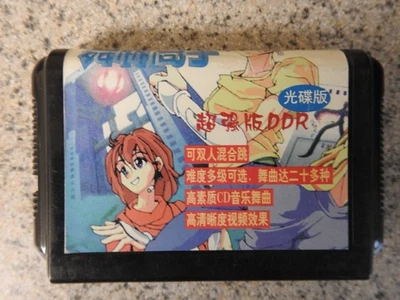 光碟版
超强版DDR
可双人混合跳
难度多级可选，舞曲达二十多种
高素质CD音乐舞曲
高清晰度视频效果